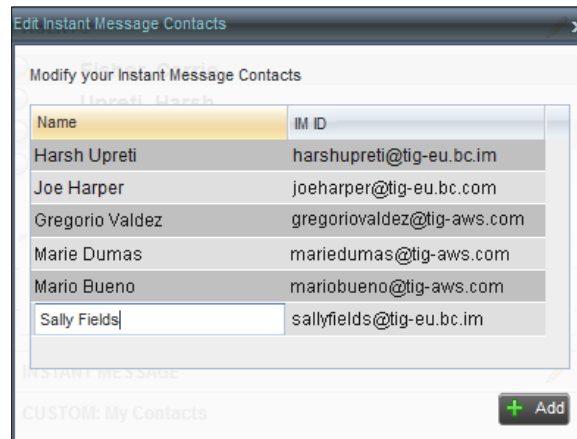 Edit Instant Message Contacts
Modify your Instant Message Contacts
Upreti, Harsh
Name IM ID
Harsh Upreti harshupreti@tig-eu.bc.im
Joe Harper joeharper@tig-eu.bc.com
Gregorio Valdez gregoriovaldez@tig-aws.com
Marie Dumas mariedumas@tig-aws.com
Mario Bueno mariobueno@tig-aws.com
Sally Fields sallyfields@tig-eu.bc.im
INSTANT MESSAGE
CUSTOM: My Contacts
+ Add